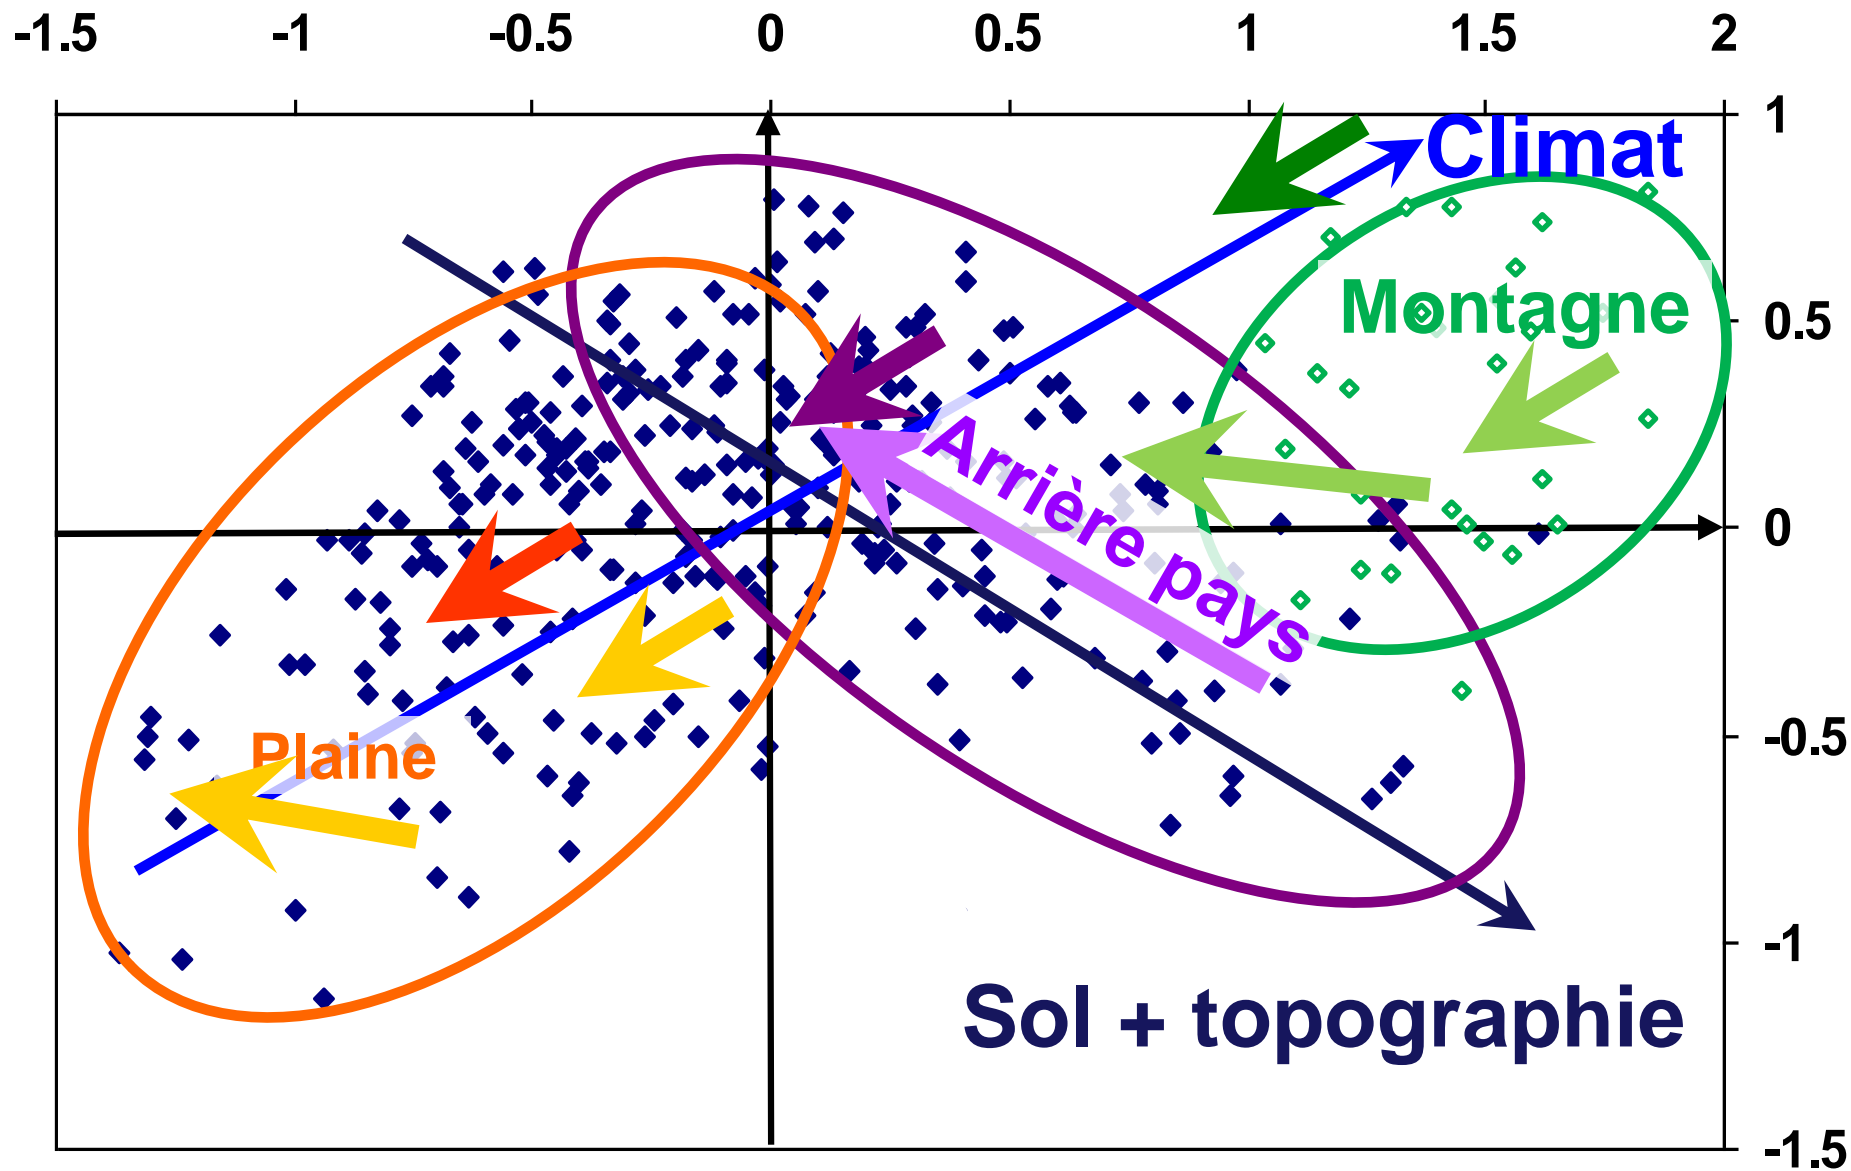 -1.5 -1 -0.5 0 0.5 1 1.5 2
1
Climat
Montagne
0.5
Arrière pays
0
-0.5
Plaine
-1
Sol + topographie
-1.5